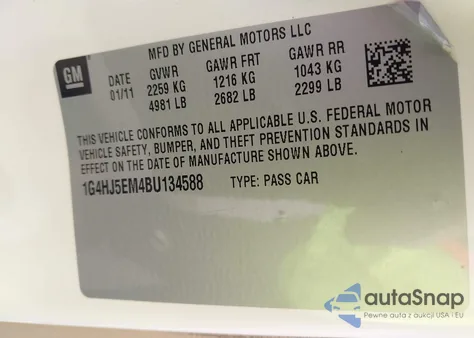 MFD BY GENERAL MOTORS LLC
GM
DATE GVWR GAWR FRT GAWR RR
01/11 2259 KG 1216 KG 1043 KG
4981 LB 2682 LB 2299 LB
THIS VEHICLE CONFORMS TO ALL APPLICABLE U.S. FEDERAL MOTOR
VEHICLE SAFETY, BUMPER, AND THEFT PREVENTION STANDARDS IN
EFFECT ON THE DATE OF MANUFACTURE SHOWN ABOVE.
1G4HJ5EM4BU134588 TYPE: PASS CAR
autoSnap
Pewne auta z aukcji USA i EU